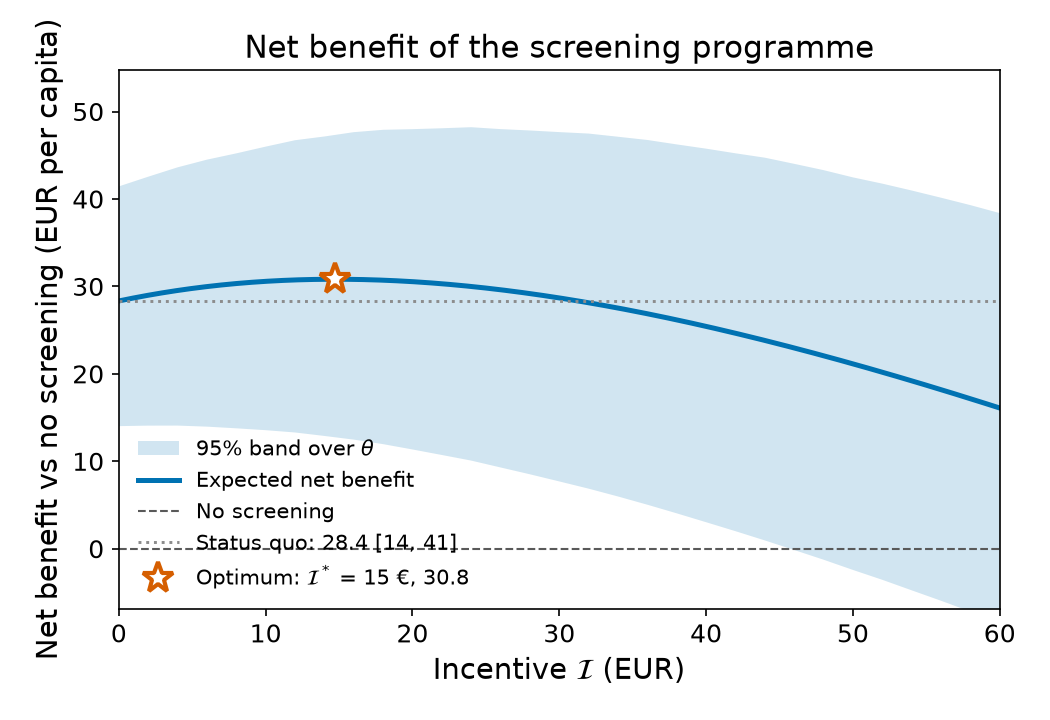 Net benefit of the screening programme
Net benefit vs no screening (EUR per capita)
50
40
30
20
10
0
95% band over θ
Expected net benefit
No screening
Status quo: 28.4 [14, 41]
Optimum: ℐ* = 15 €, 30.8
0 10 20 30 40 50 60
Incentive ℐ (EUR)